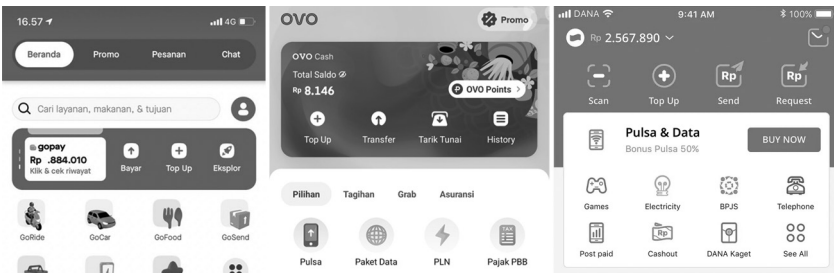 16.57
4G
Beranda Promo Pesanan Chat
Cari layanan, makanan, & tujuan
gopay
Rp .884.010
Klik & cek riwayat
Bayar Top Up Eksplor
GoRide GoCar GoFood GoSend
OVO
Promo
OVO Cash
Total Saldo
Rp 8.146
OVO Points >
Top Up Transfer Tarik Tunai History
Pilihan Tagihan Grab Asuransi
TAX
Pulsa Paket Data PLN Pajak PBB
DANA 9:41 AM 100%
Rp 2.567.890
Rp Rp
Scan Top Up Send Request
Pulsa & Data
Bonus Pulsa 50%
BUY NOW
Games Electricity BPJS Telephone
Rp
Post paid Cashout DANA Kaget See All